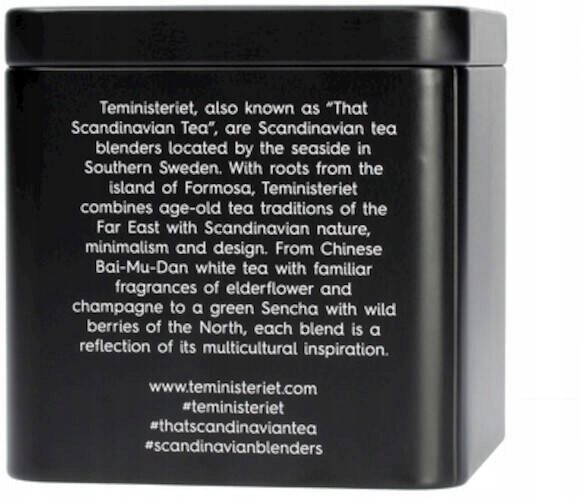 Teministeriet, also known as "That
Scandinavian Tea", are Scandinavian tea
blenders located by the seaside in
Southern Sweden. With roots from the
island of Formosa, Teministeriet
combines age-old tea traditions of the
Far East with Scandinavian nature,
minimalism and design. From Chinese
Bai-Mu-Dan white tea with familiar
fragrances of elderflower and
champagne to a green Sencha with wild
berries of the North, each blend is a
reflection of its multicultural inspiration.
www.teministeriet.com
#teministeriet
#thatscandinaviantea
#scandinavianblenders